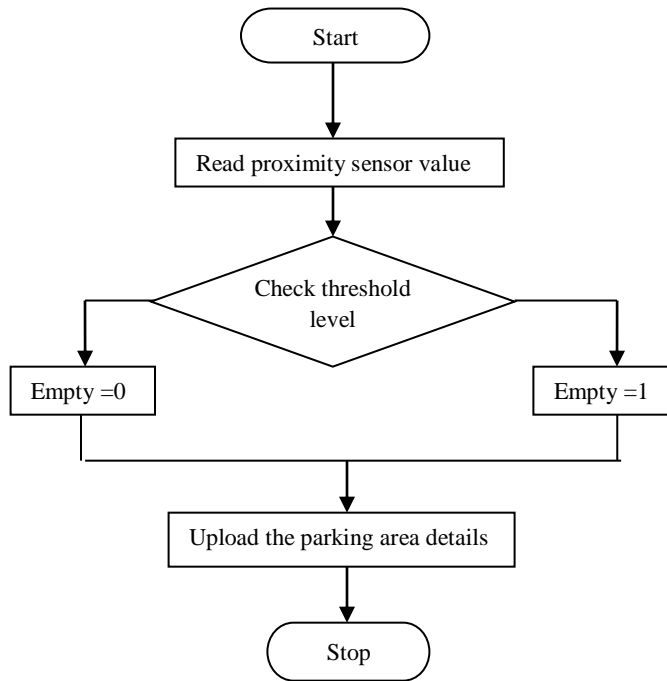 Start
Read proximity sensor value
Check threshold
level
Empty =0
Empty =1
Upload the parking area details
Stop